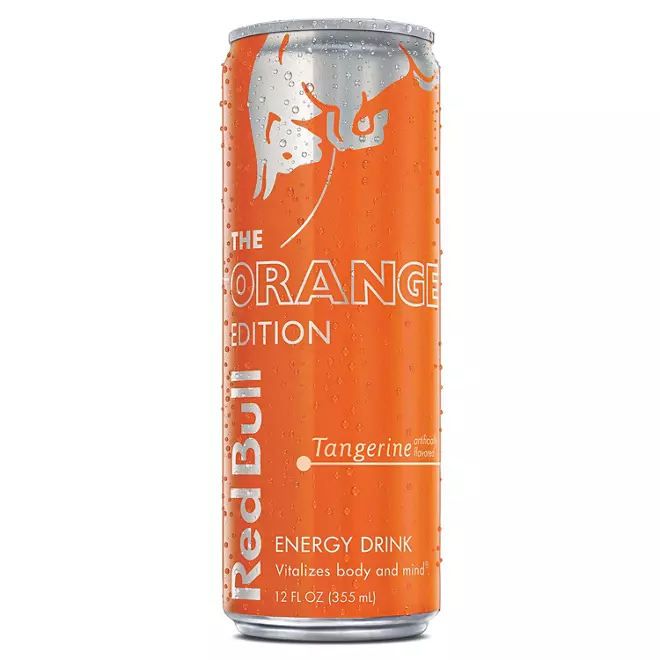 THE
ORANGE
EDITION
Red Bull
Tangerine
artificially
flavored
ENERGY DRINK
Vitalizes body and mind®
12 FL OZ (355 mL)